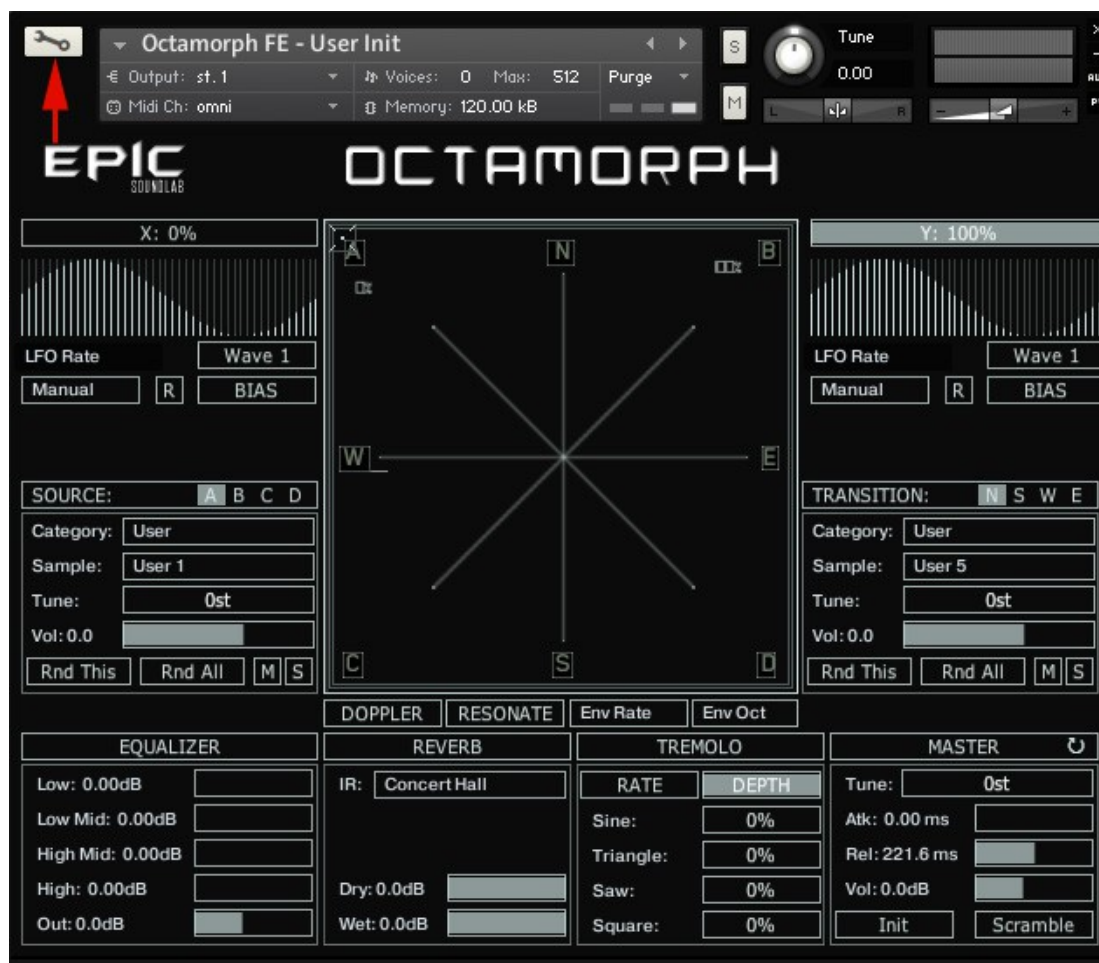 Octamorph FE - User Init
S
Tune
Output: st. 1
Voices: 0 Max: 512
Purge
0.00
Midi Ch: omni
Memory: 120.00 kB
M
L
R
-
+
EPIC
SOUNDLAB
OCTAMORPH
X: 0%
Y: 100%
A
N
B
LFO Rate
Wave 1
LFO Rate
Wave 1
Manual
R
BIAS
Manual
R
BIAS
W
E
SOURCE: A B C D
TRANSITION: N S W E
Category: User
Category: User
Sample: User 1
Sample: User 5
Tune: 0st
Tune: 0st
Vol: 0.0
Vol: 0.0
Rnd This
Rnd All
M
S
C
S
D
Rnd This
Rnd All
M
S
DOPPLER
RESONATE
Env Rate
Env Oct
EQUALIZER
REVERB
TREMOLO
MASTER
Low: 0.00dB
IR: Concert Hall
RATE
DEPTH
Tune: 0st
Low Mid: 0.00dB
Sine: 0%
Atk: 0.00 ms
High Mid: 0.00dB
Triangle: 0%
Rel: 221.6 ms
High: 0.00dB
Dry: 0.0dB
Saw: 0%
Vol: 0.0dB
Out: 0.0dB
Wet: 0.0dB
Square: 0%
Init
Scramble